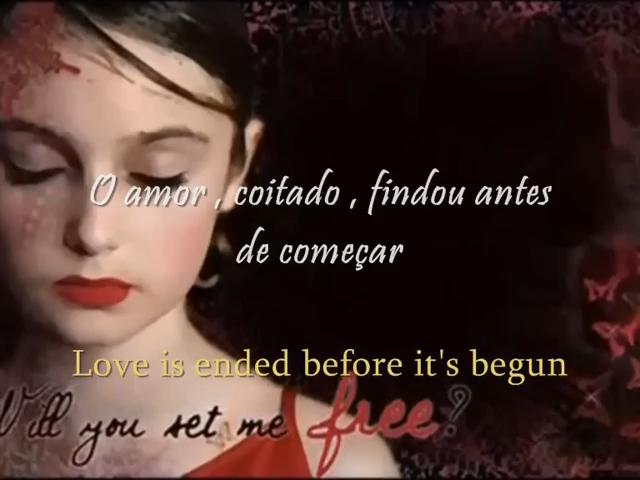 O amor , coitado , findou antes
de começar
Love is ended before it's begun
Will you set me free?